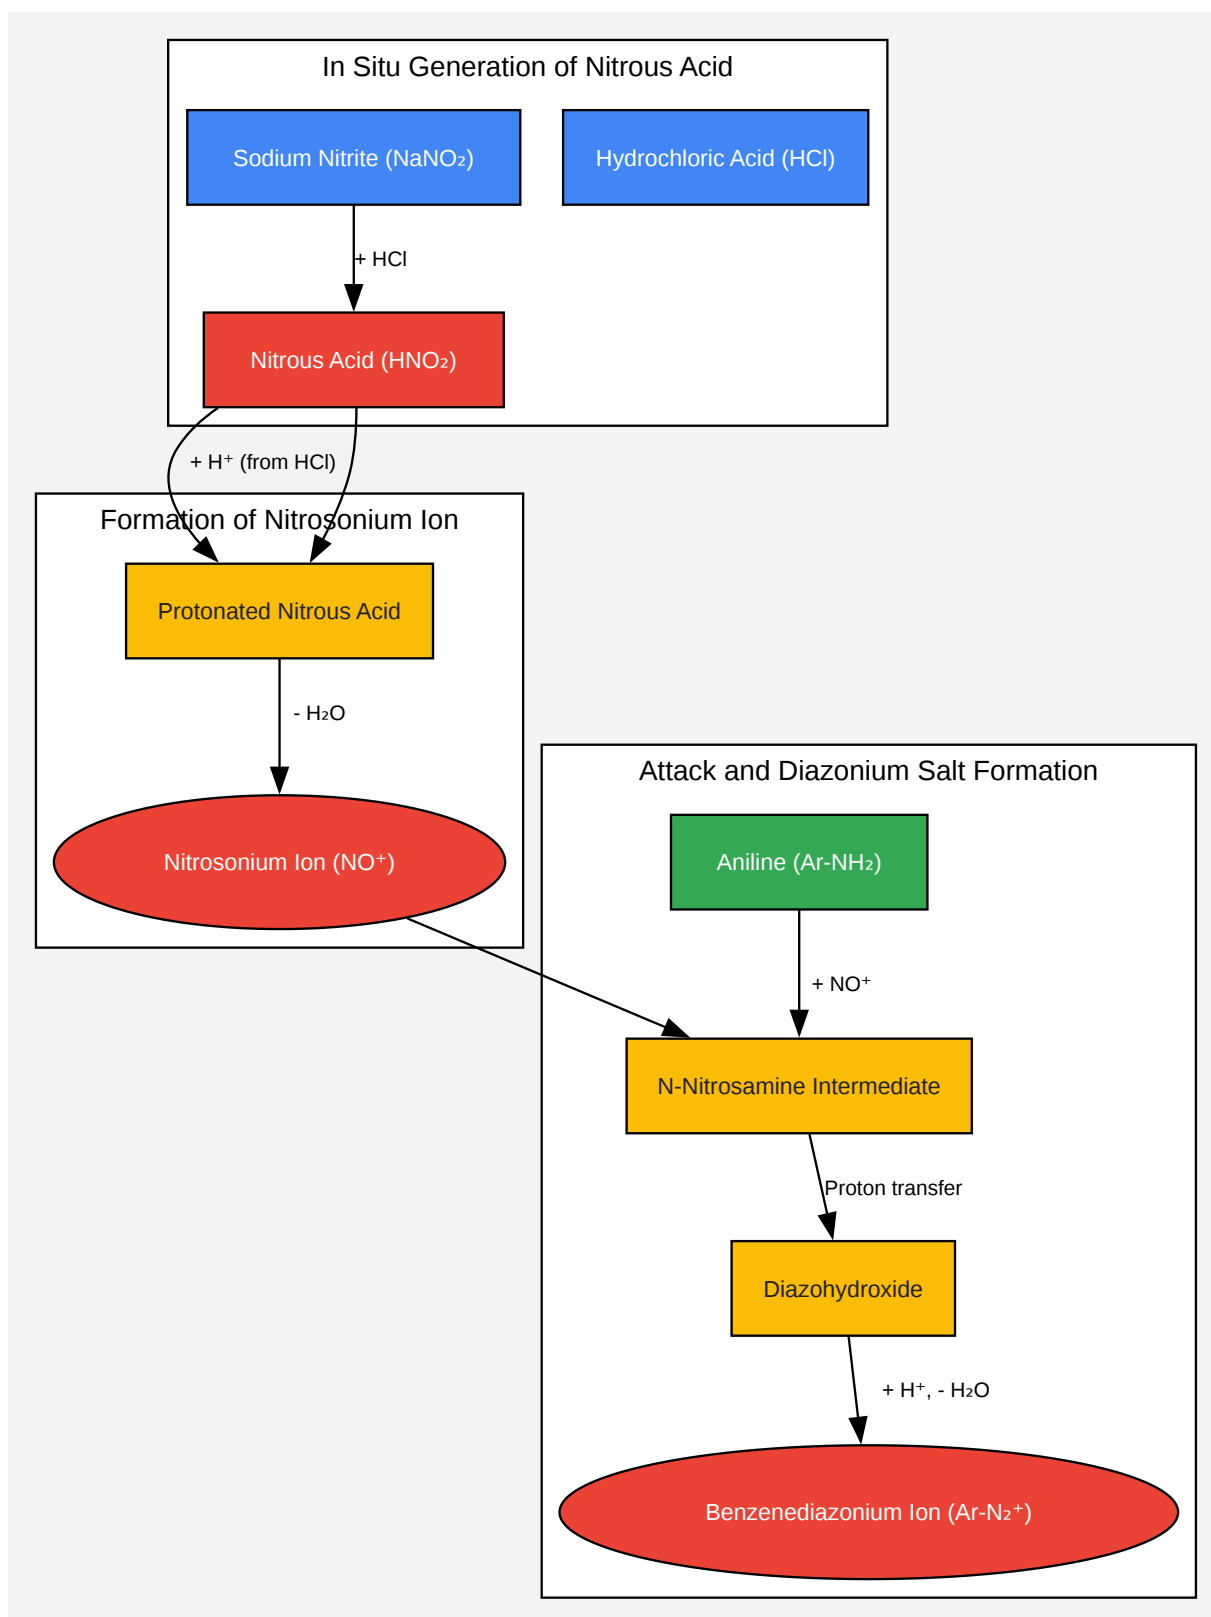 In Situ Generation of Nitrous Acid
Sodium Nitrite (NaNO₂)
Hydrochloric Acid (HCl)
+ HCl
Nitrous Acid (HNO₂)
+ H⁺ (from HCl)
Formation of Nitrosonium Ion
Protonated Nitrous Acid
- H₂O
Nitrosonium Ion (NO⁺)
Attack and Diazonium Salt Formation
Aniline (Ar-NH₂)
+ NO⁺
N-Nitrosamine Intermediate
Proton transfer
Diazohydroxide
+ H⁺, - H₂O
Benzenediazonium Ion (Ar-N₂⁺)